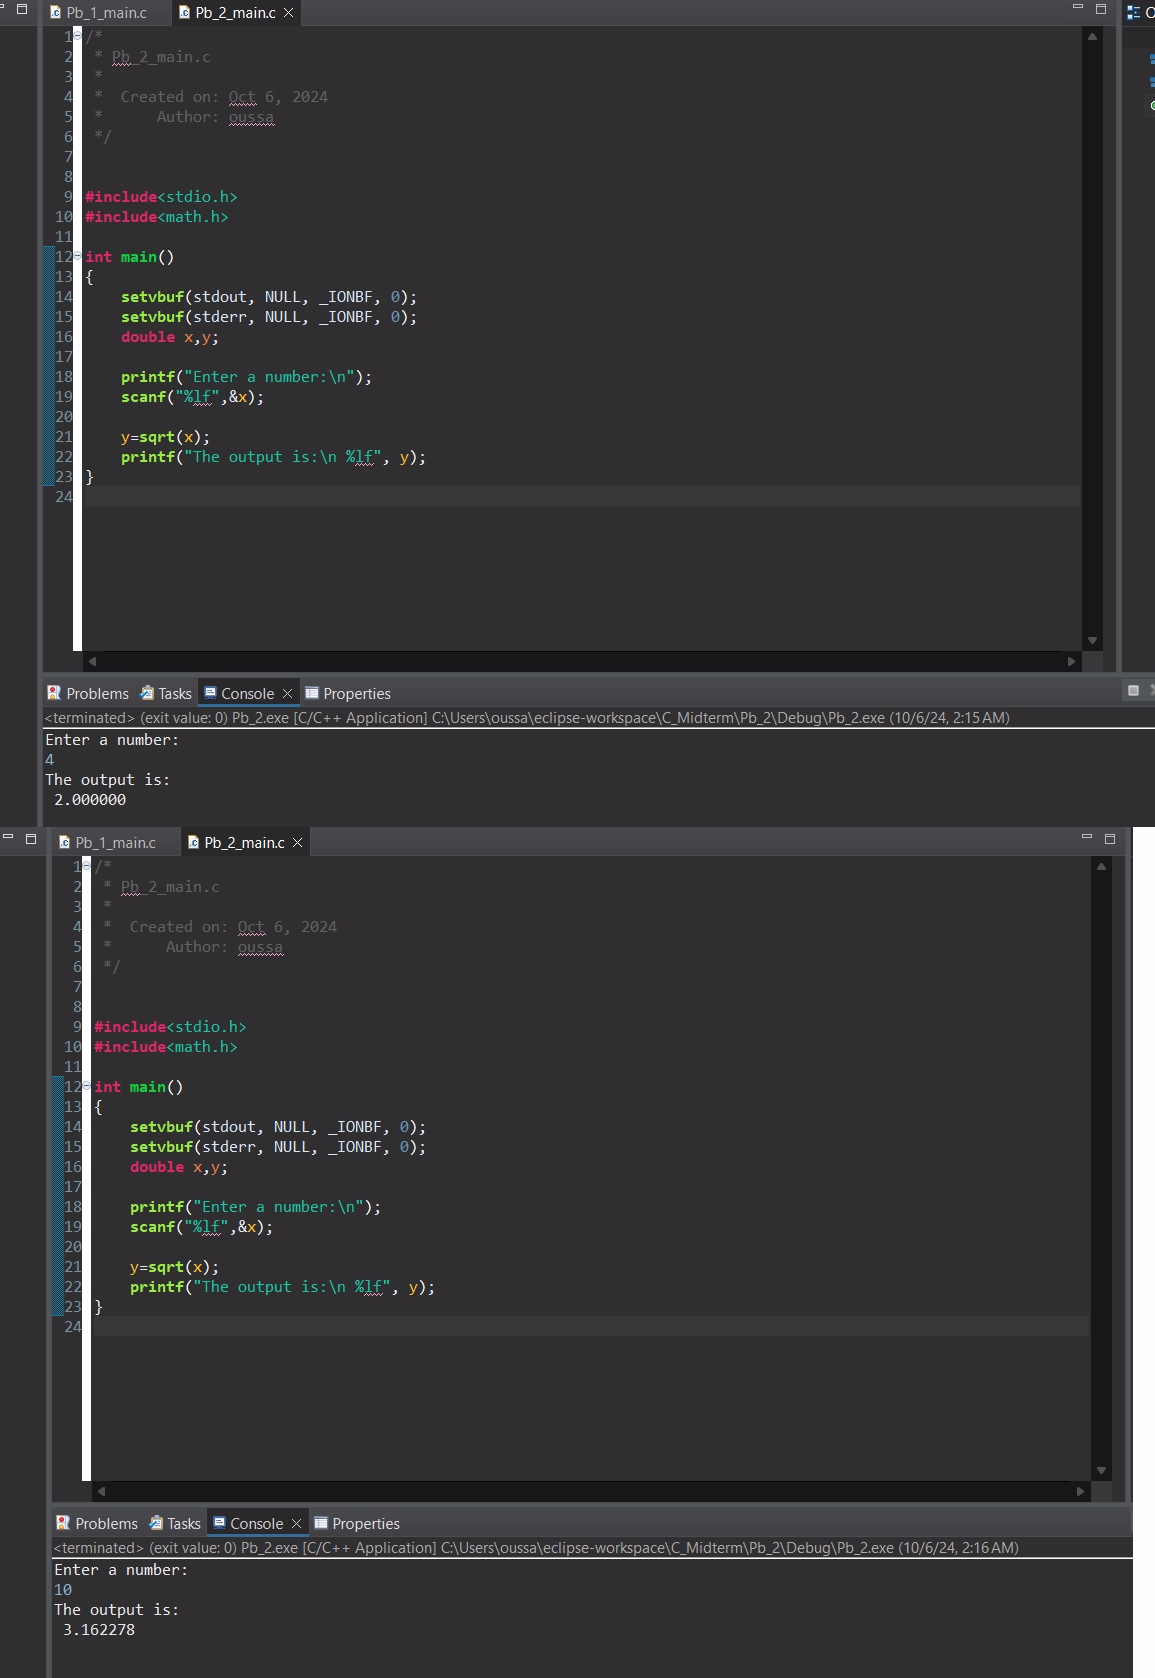 Pb_1_main.c Pb_2_main.c
1 /*
2  * Pb_2_main.c
3  *
4  *  Created on: Oct 6, 2024
5  *      Author: oussa
6  */
7
8
9 #include<stdio.h>
10 #include<math.h>
11
12 int main()
13 {
14     setvbuf(stdout, NULL, _IONBF, 0);
15     setvbuf(stderr, NULL, _IONBF, 0);
16     double x,y;
17
18     printf("Enter a number:\n");
19     scanf("%lf",&x);
20
21     y=sqrt(x);
22     printf("The output is:\n %lf", y);
23 }
24
Problems Tasks Console Properties
<terminated> (exit value: 0) Pb_2.exe [C/C++ Application] C:\Users\oussa\eclipse-workspace\C_Midterm\Pb_2\Debug\Pb_2.exe (10/6/24, 2:15 AM)
Enter a number:
4
The output is:
 2.000000
Pb_1_main.c Pb_2_main.c
1 /*
2  * Pb_2_main.c
3  *
4  *  Created on: Oct 6, 2024
5  *      Author: oussa
6  */
7
8
9 #include<stdio.h>
10 #include<math.h>
11
12 int main()
13 {
14     setvbuf(stdout, NULL, _IONBF, 0);
15     setvbuf(stderr, NULL, _IONBF, 0);
16     double x,y;
17
18     printf("Enter a number:\n");
19     scanf("%lf",&x);
20
21     y=sqrt(x);
22     printf("The output is:\n %lf", y);
23 }
24
Problems Tasks Console Properties
<terminated> (exit value: 0) Pb_2.exe [C/C++ Application] C:\Users\oussa\eclipse-workspace\C_Midterm\Pb_2\Debug\Pb_2.exe (10/6/24, 2:16 AM)
Enter a number:
10
The output is:
 3.162278